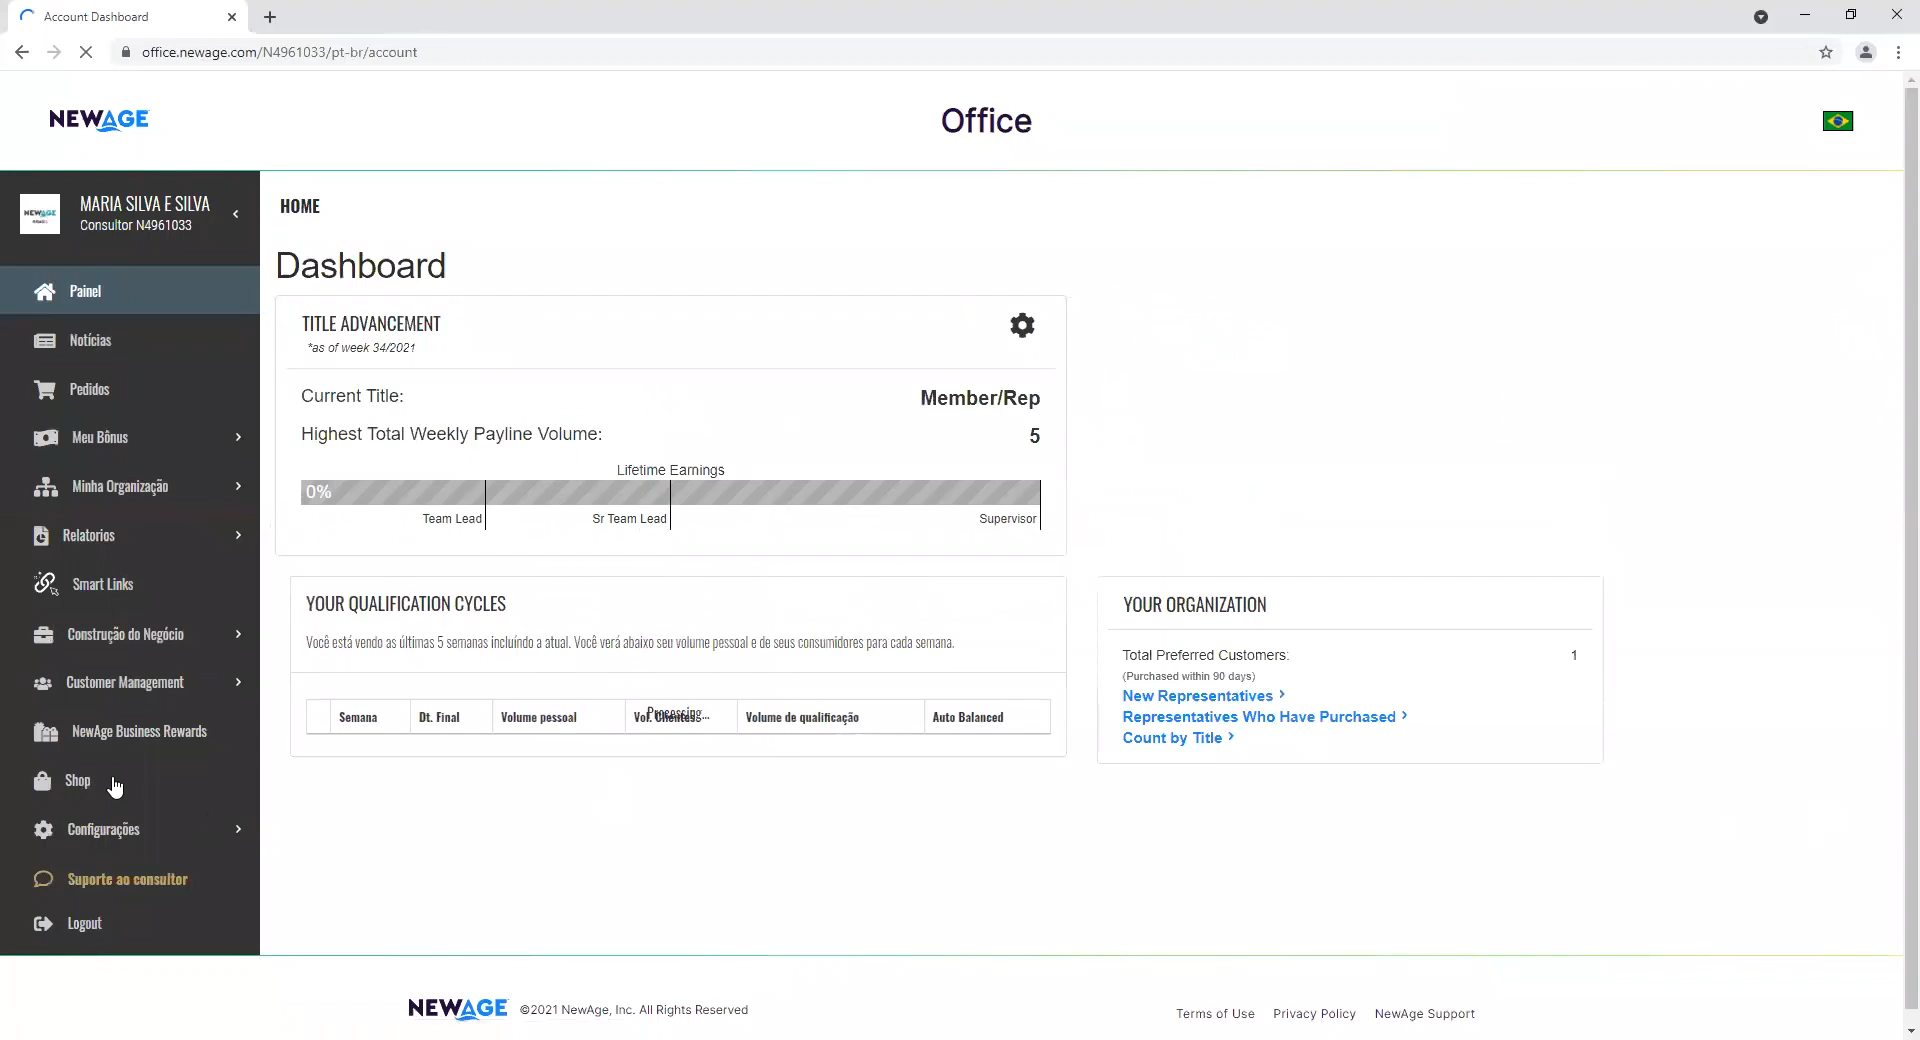 Account Dashboard
office.newage.com/N4961033/pt-br/account
NEWAGE
Office
NEWAGE
MARIA SILVA E SILVA
Consultor N4961033
HOME
Painel
Notícias
Pedidos
Meu Bônus
Minha Organização
Relatorios
Smart Links
Construção do Negócio
Customer Management
NewAge Business Rewards
Shop
Configurações
Suporte ao consultor
Logout
Dashboard
TITLE ADVANCEMENT
*as of week 34/2021
Current Title: Member/Rep
Highest Total Weekly Payline Volume: 5
Lifetime Earnings
0%
Team Lead Sr Team Lead Supervisor
YOUR QUALIFICATION CYCLES
Você está vendo as últimas 5 semanas incluíndo a atual. Você verá abaixo seu volume pessoal e de seus consumidores para cada semana.
Processing...
Semana Dt. Final Volume pessoal Vol. Clientes Volume de qualificação Auto Balanced
YOUR ORGANIZATION
Total Preferred Customers: 1
(Purchased within 90 days)
New Representatives
Representatives Who Have Purchased
Count by Title
NEWAGE ©2021 NewAge, Inc. All Rights Reserved
Terms of Use Privacy Policy NewAge Support